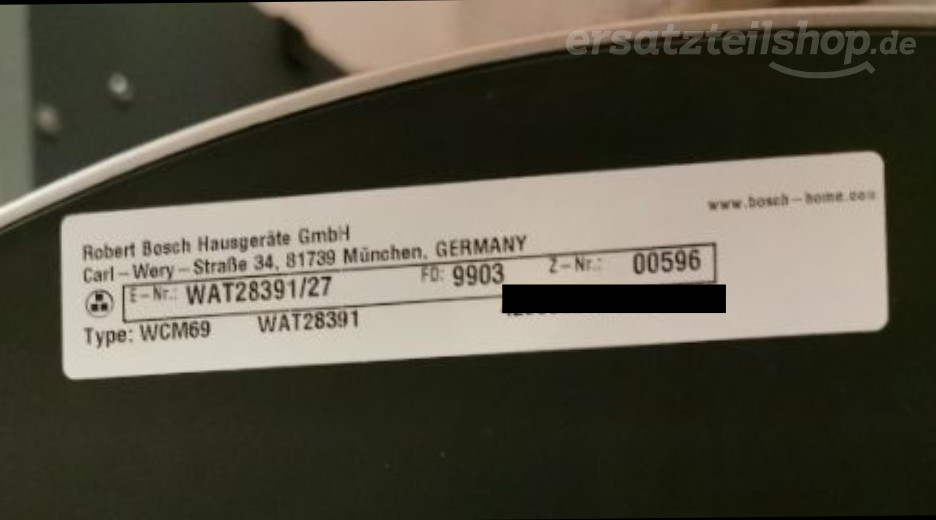 ersatzteilshop.de
www.bosch-home.com
Robert Bosch Hausgeräte GmbH
Carl-Wery-Straße 34, 81739 München, GERMANY
E-Nr.: WAT28391/27 FD: 9903 Z-Nr.: 00596
Type: WCM69 WAT28391